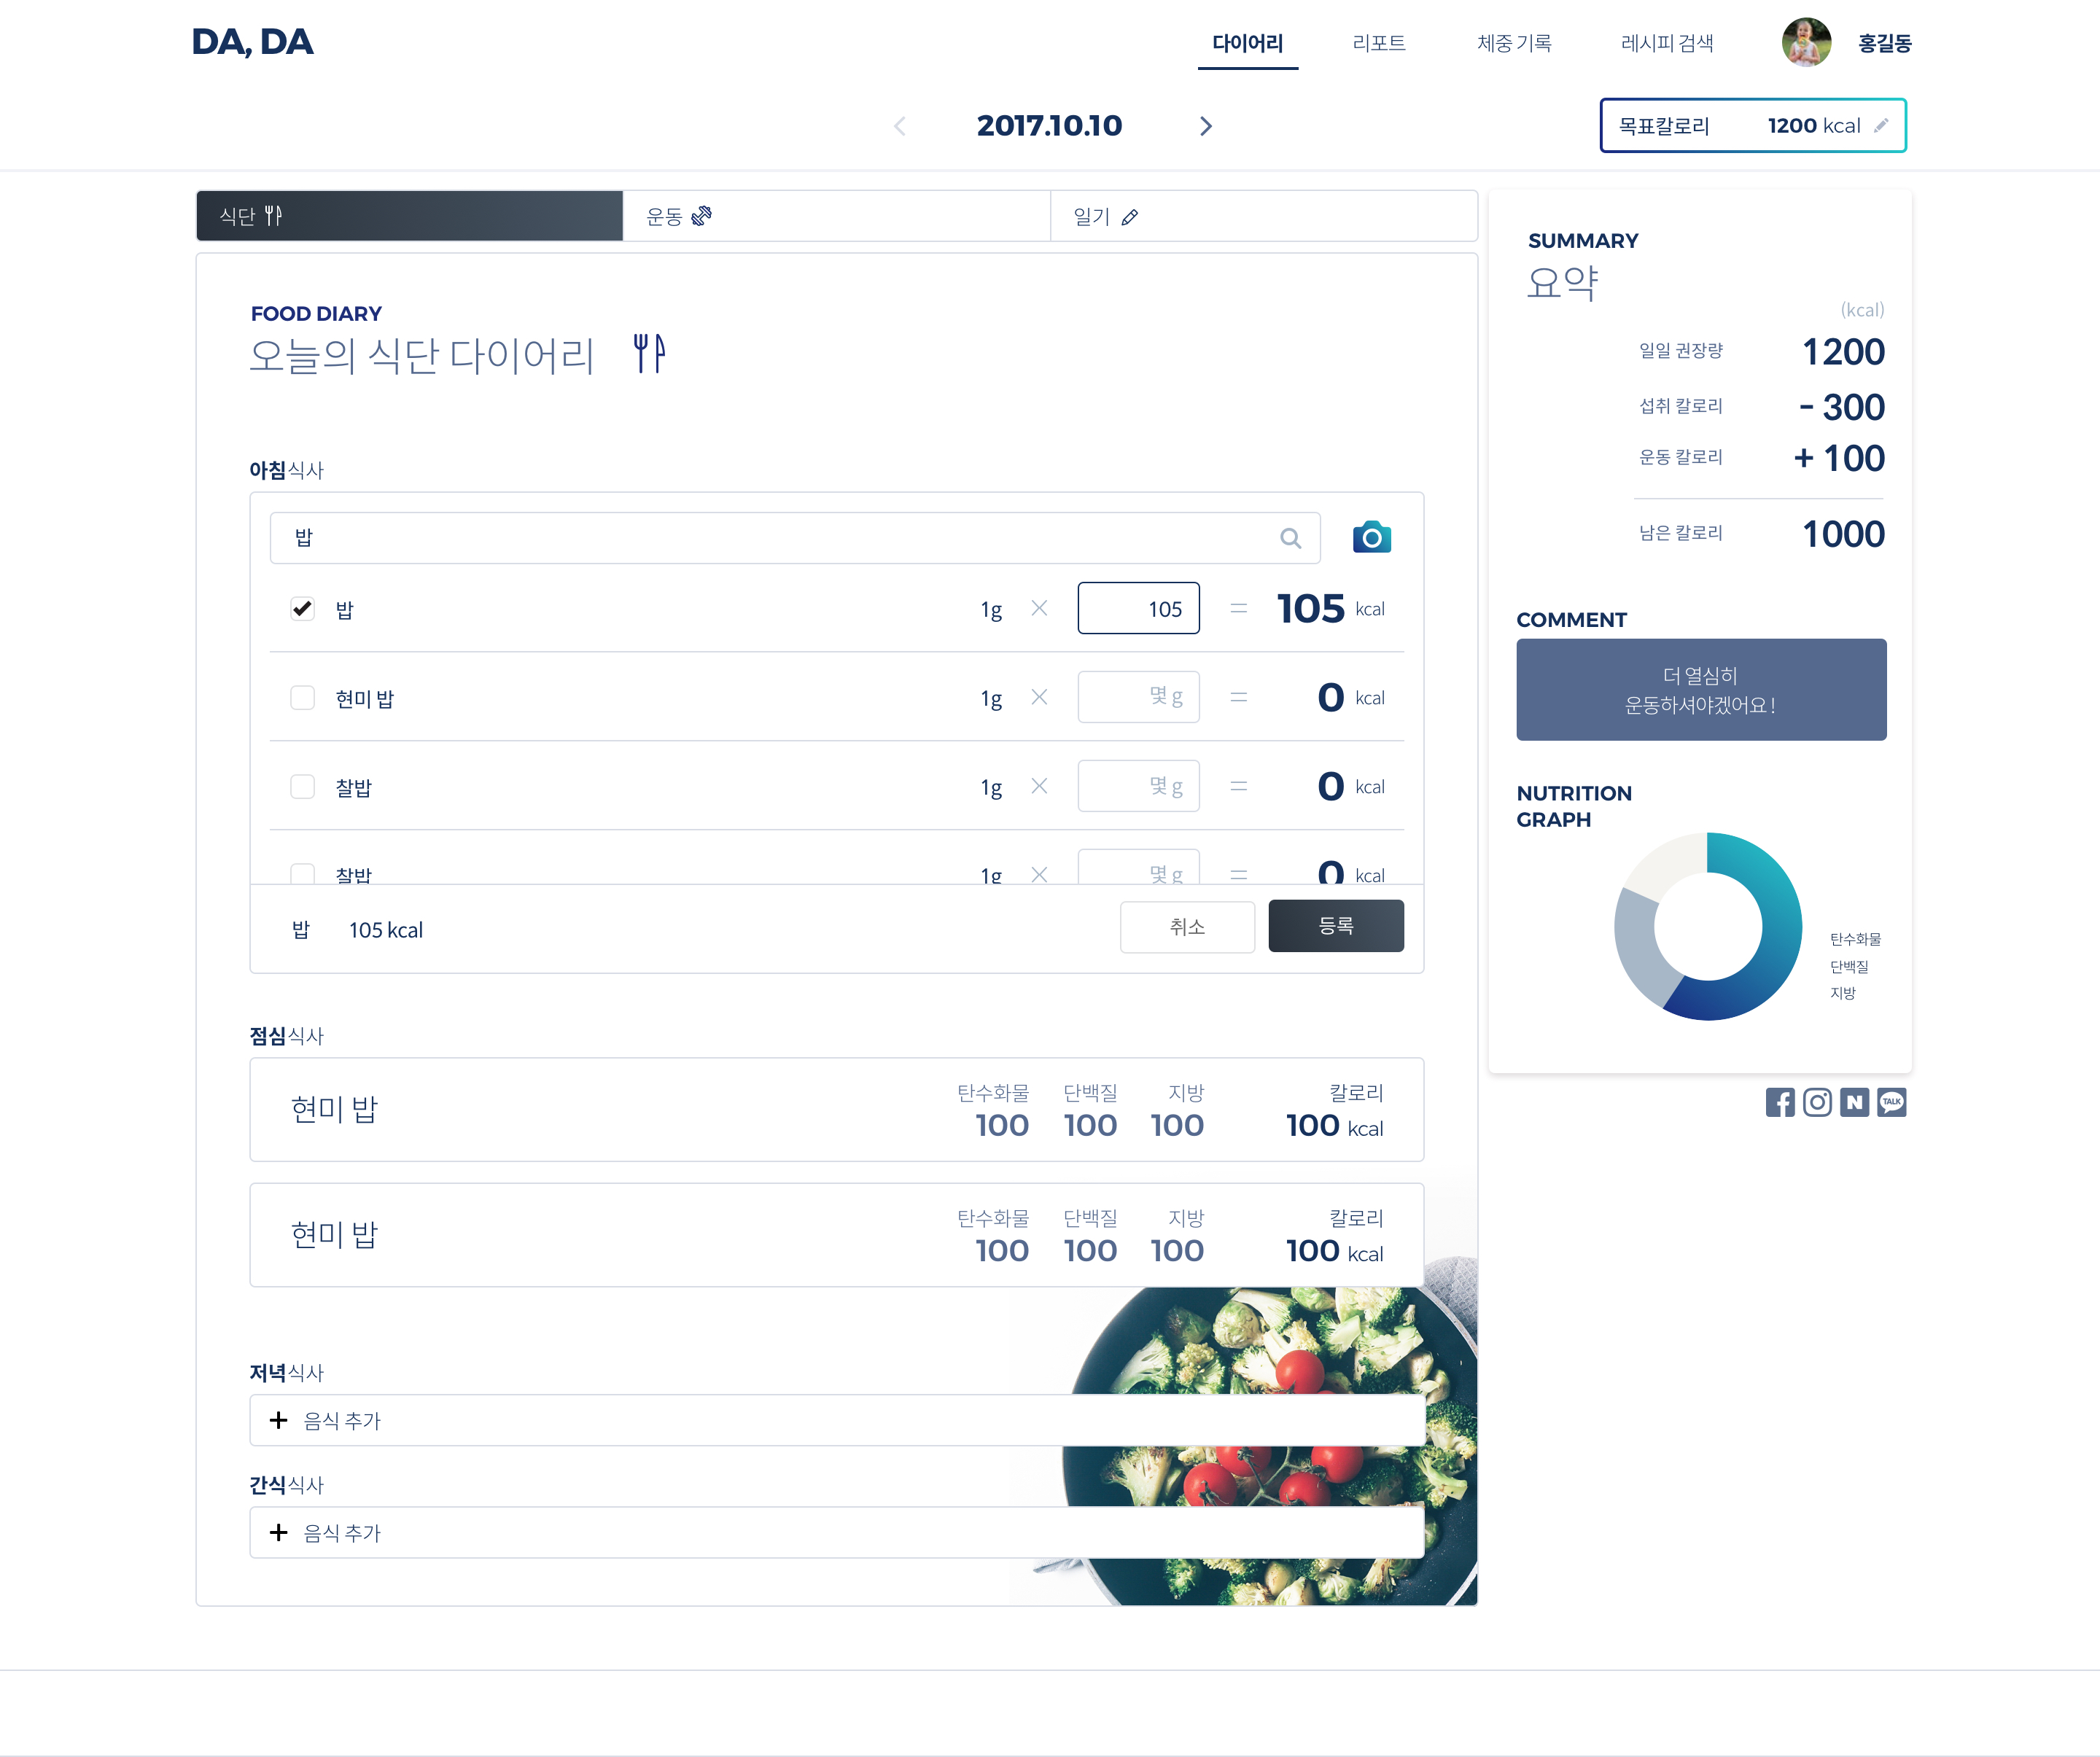 DA, DA
다이어리
리포트
체중 기록
레시피 검색
홍길동
2017.10.10
목표칼로리 1200 kcal
식단
운동
일기
FOOD DIARY
오늘의 식단 다이어리
아침식사
밥
밥 1g × 105 = 105 kcal
현미 밥 1g × 몇 g = 0 kcal
찰밥 1g × 몇 g = 0 kcal
찰밥 1g × 몇 g = 0 kcal
밥 105 kcal
취소
등록
점심식사
현미 밥
탄수화물 단백질 지방 칼로리
100 100 100 100 kcal
현미 밥
탄수화물 단백질 지방 칼로리
100 100 100 100 kcal
저녁식사
+ 음식 추가
간식식사
+ 음식 추가
SUMMARY
요약
(kcal)
일일 권장량 1200
섭취 칼로리 - 300
운동 칼로리 + 100
남은 칼로리 1000
COMMENT
더 열심히
운동하셔야겠어요 !
NUTRITION
GRAPH
탄수화물
단백질
지방
N
TALK